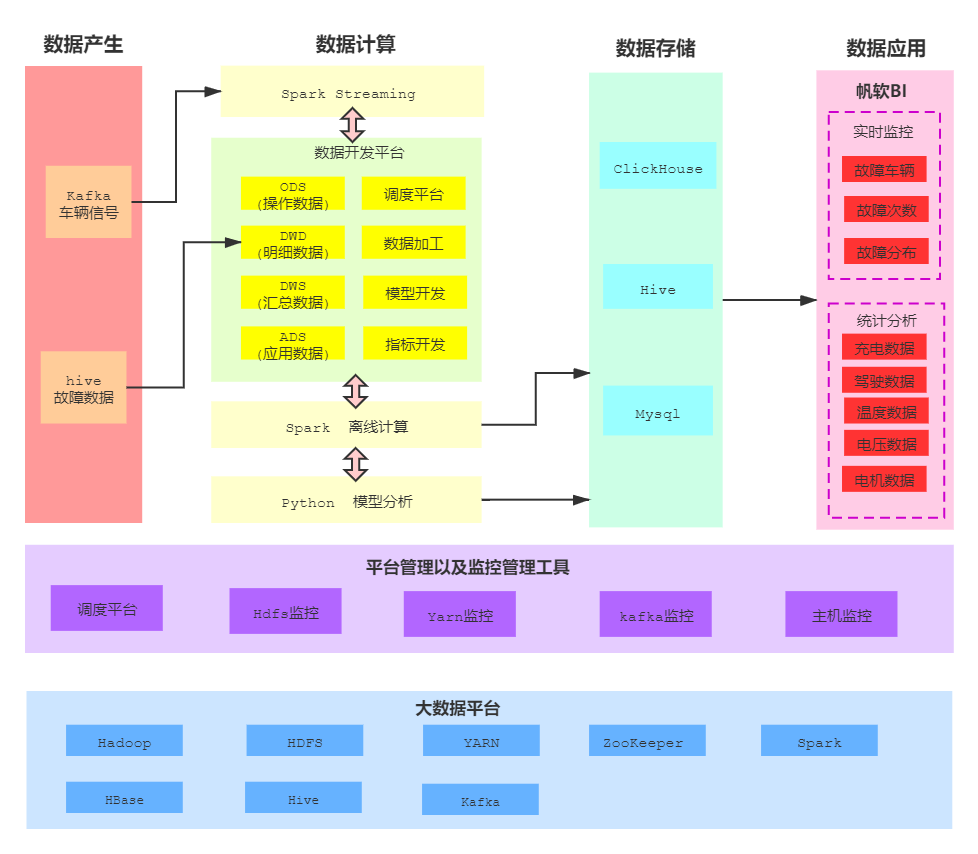 数据产生
数据计算
数据存储
数据应用
Kafka
车辆信号
hive
故障数据
Spark Streaming
数据开发平台
ODS
(操作数据)
调度平台
DWD
(明细数据)
数据加工
DWS
(汇总数据)
模型开发
ADS
(应用数据)
指标开发
Spark 离线计算
Python 模型分析
ClickHouse
Hive
Mysql
帆软BI
实时监控
故障车辆
故障次数
故障分布
统计分析
充电数据
驾驶数据
温度数据
电压数据
电机数据
平台管理以及监控管理工具
调度平台
Hdfs监控
Yarn监控
kafka监控
主机监控
大数据平台
Hadoop
HDFS
YARN
ZooKeeper
Spark
HBase
Hive
Kafka